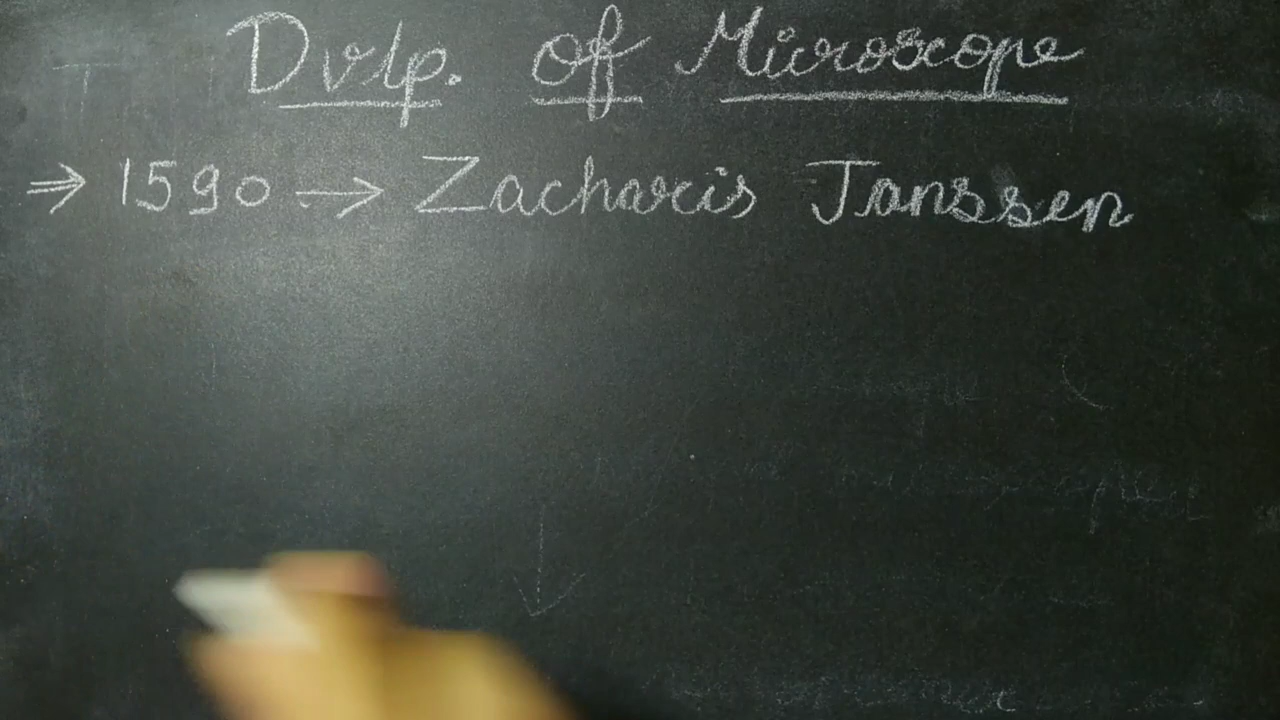 Dvlp. of Microscope
⇒ 1590 → Zacharis Janssen